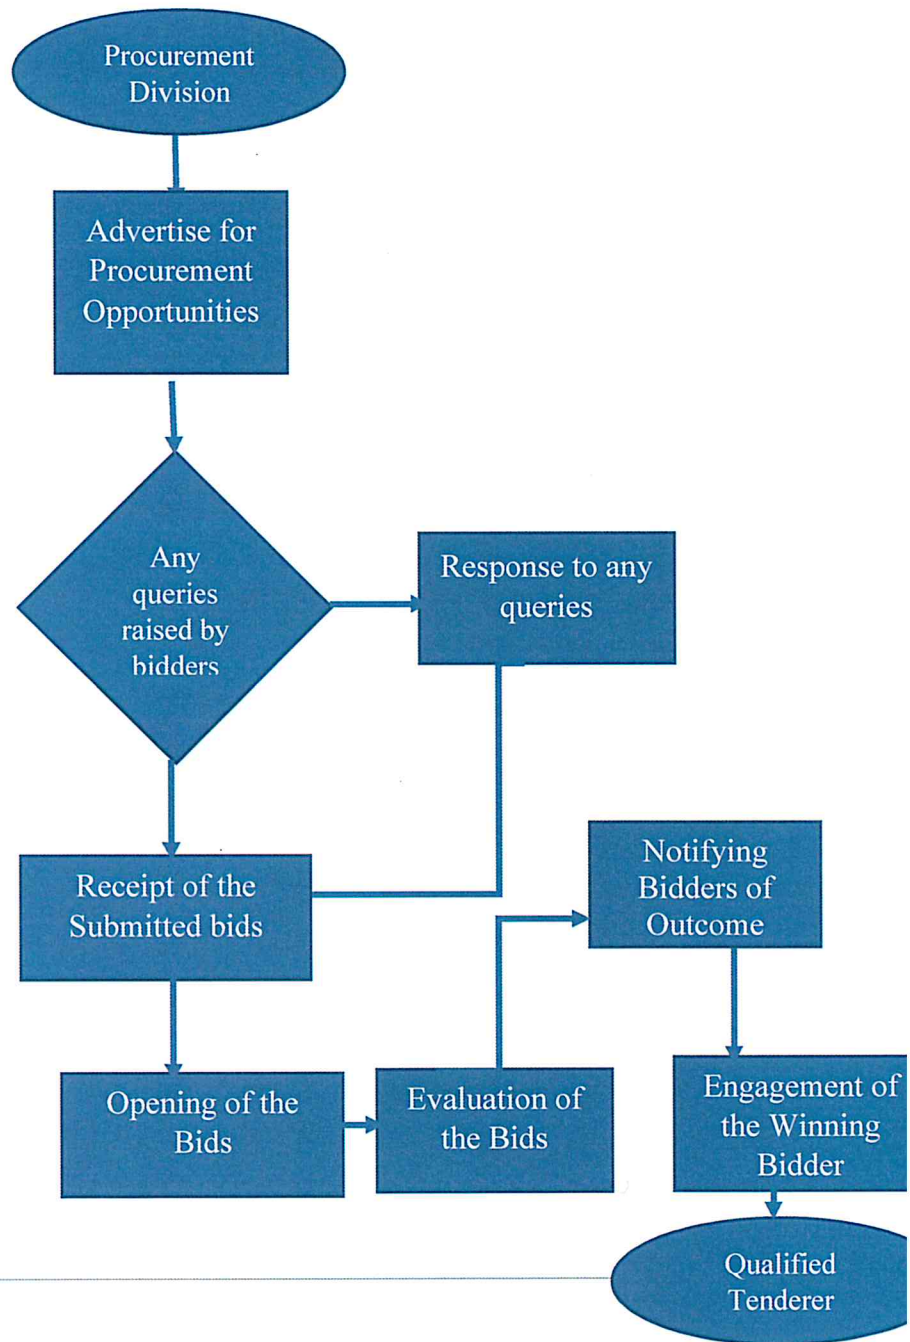 Procurement
Division
Advertise for
Procurement
Opportunities
Any
queries
raised by
bidders
Response to any
queries
Receipt of the
Submitted bids
Notifying
Bidders of
Outcome
Opening of the
Bids
Evaluation of
the Bids
Engagement of
the Winning
Bidder
Qualified
Tenderer